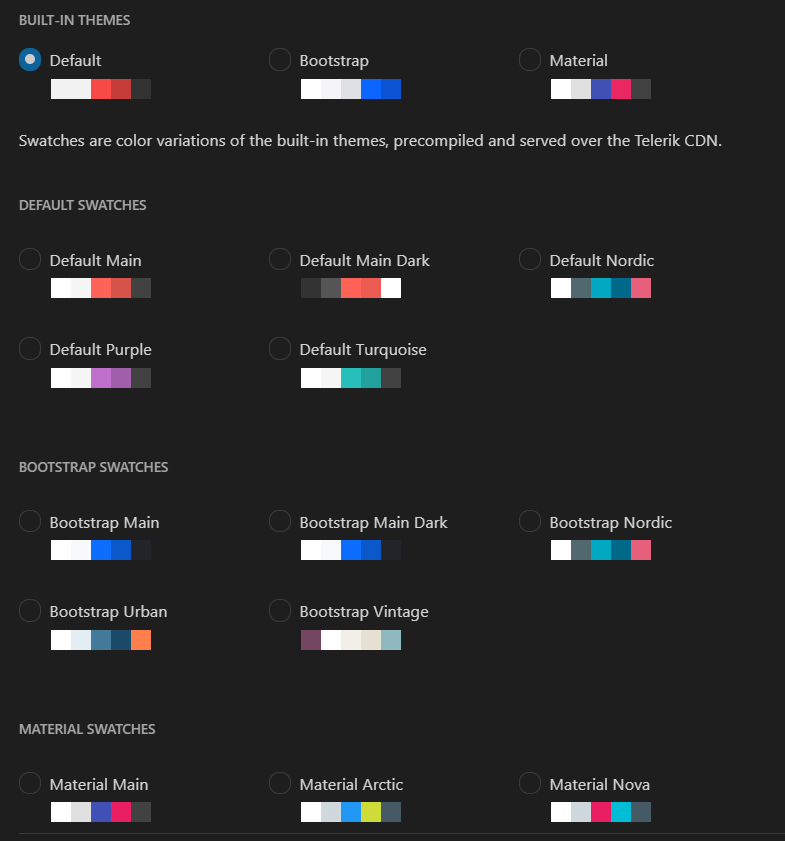 BUILT-IN THEMES
Default Bootstrap Material
Swatches are color variations of the built-in themes, precompiled and served over the Telerik CDN.
DEFAULT SWATCHES
Default Main Default Main Dark Default Nordic
Default Purple Default Turquoise
BOOTSTRAP SWATCHES
Bootstrap Main Bootstrap Main Dark Bootstrap Nordic
Bootstrap Urban Bootstrap Vintage
MATERIAL SWATCHES
Material Main Material Arctic Material Nova